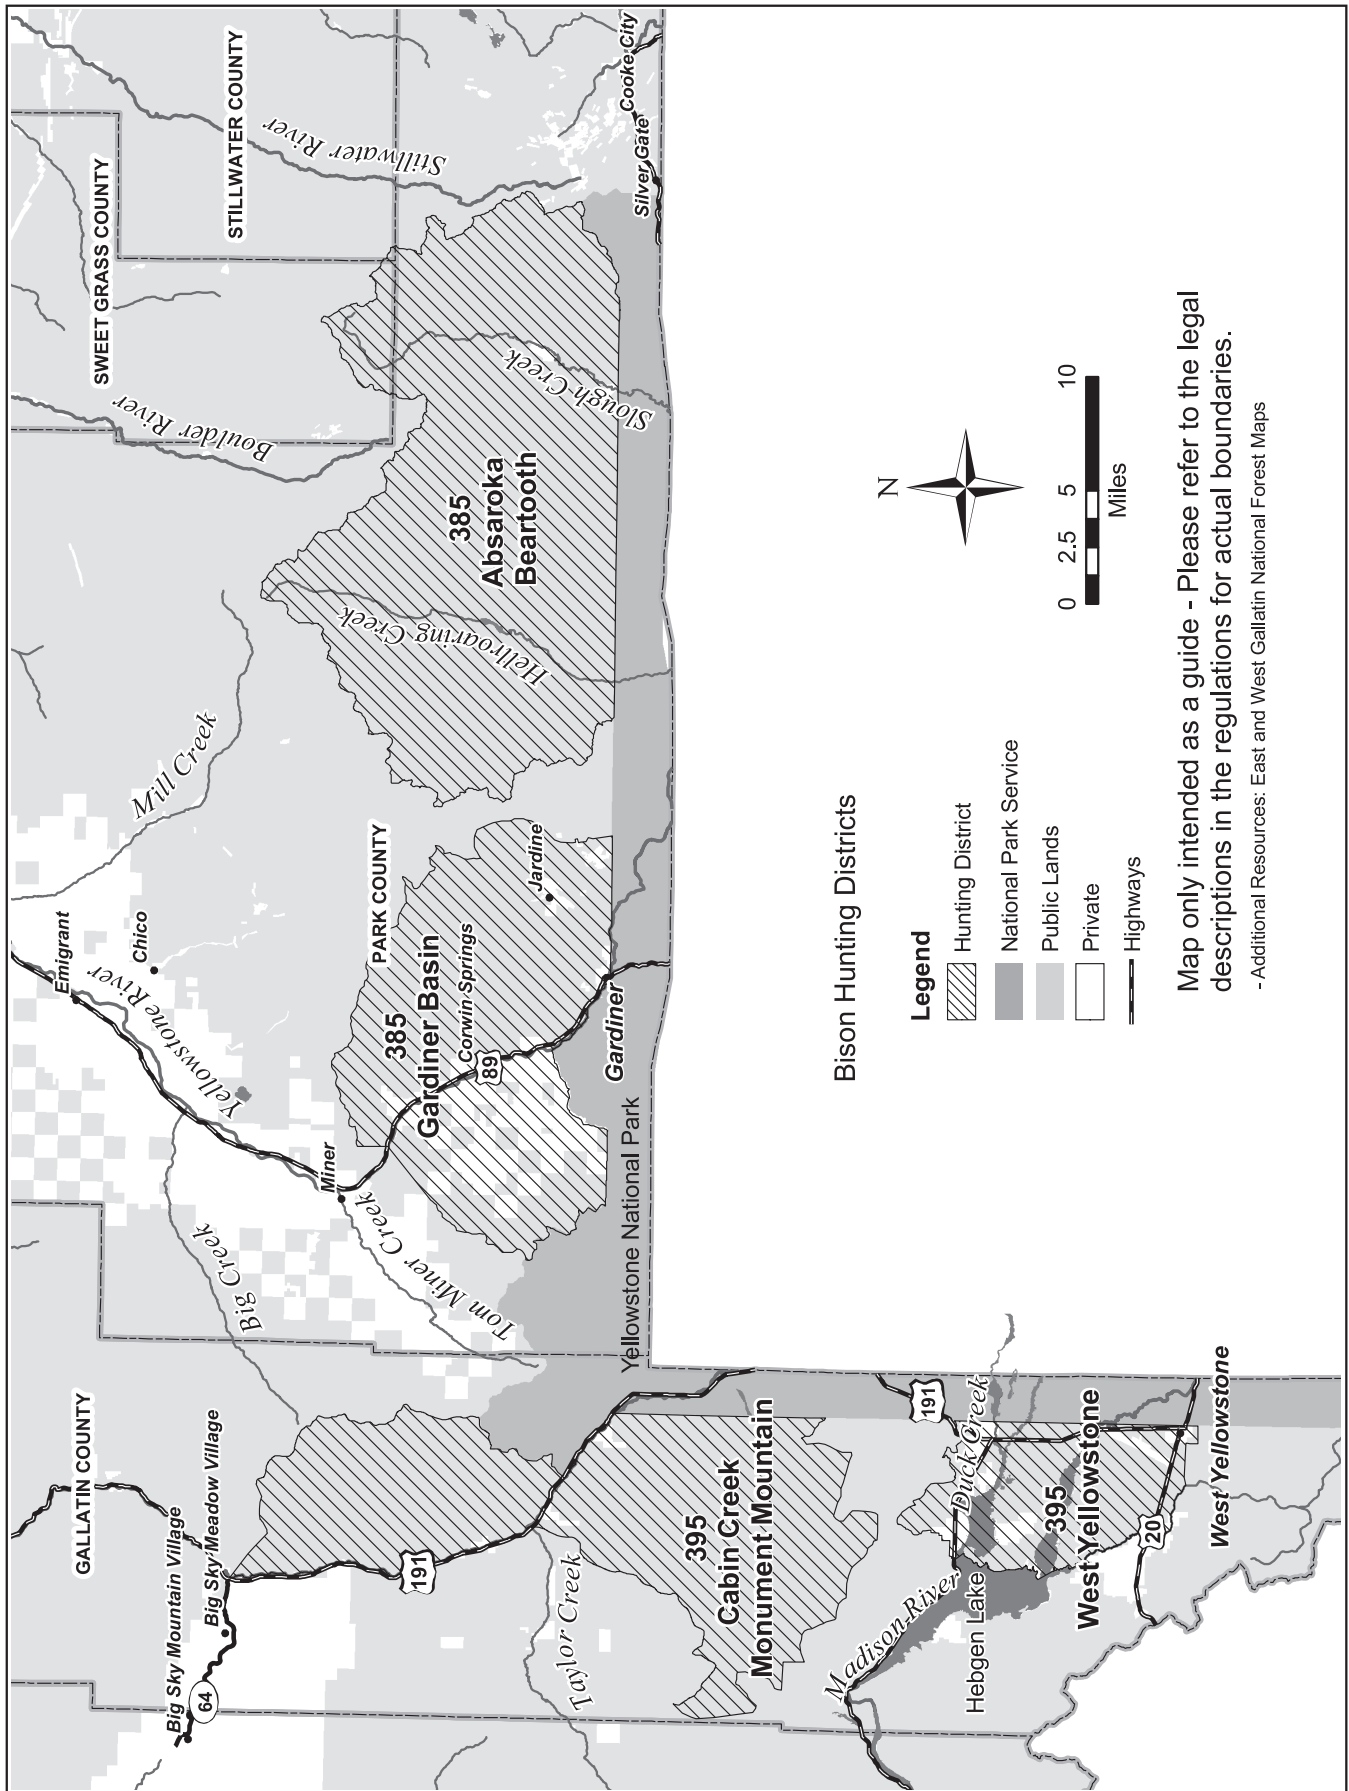 GALLATIN COUNTY
Big Sky Mountain Village
Big Sky Meadow Village
64
191
Taylor Creek
395
Cabin Creek
Monument Mountain
Madison River
Hebgen Lake
Duck Creek
191
395
West Yellowstone
20
West Yellowstone
Big Creek
Tom Miner Creek
Miner
Yellowstone River
Emigrant
Chico
Mill Creek
PARK COUNTY
385
Gardiner Basin
Corwin Springs
89
Jardine
Gardiner
Yellowstone National Park
SWEET GRASS COUNTY
STILLWATER COUNTY
Boulder River
Stillwater River
385
Absaroka
Beartooth
Hellroaring Creek
Slough Creek
Silver Gate
Cooke City
Bison Hunting Districts
Legend
Hunting District
National Park Service
Public Lands
Private
Highways
N
0 2.5 5 10
Miles
Map only intended as a guide - Please refer to the legal
descriptions in the regulations for actual boundaries.
- Additional Resources: East and West Gallatin National Forest Maps